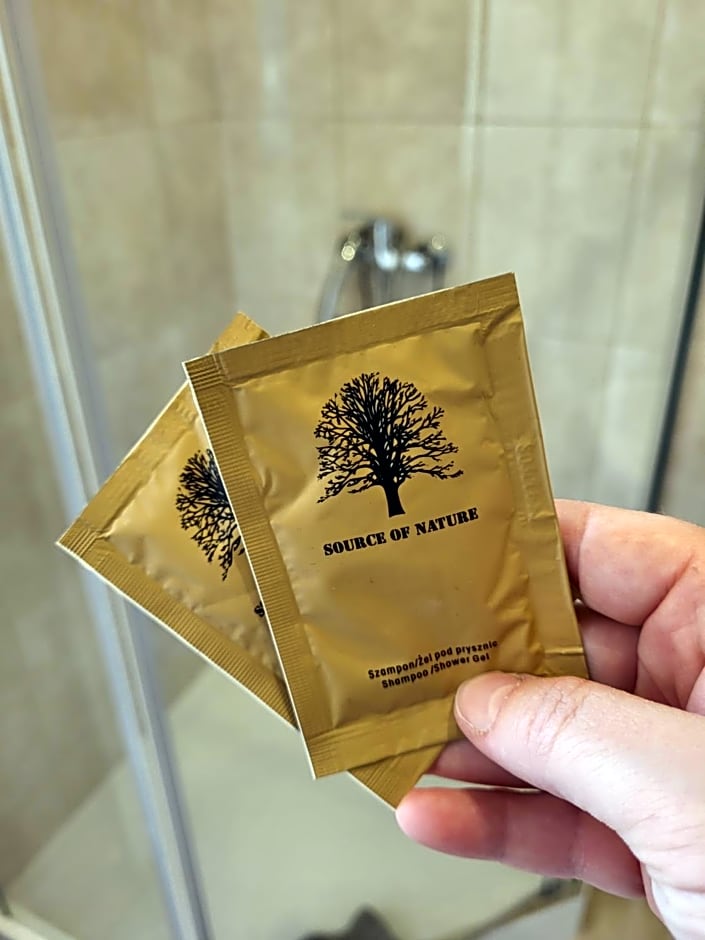 SOURCE OF NATURE
Szampon/Żel pod prysznic
Shampoo /Shower Gel